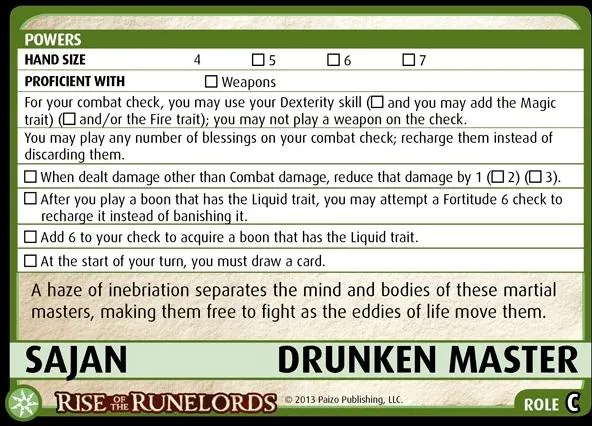 POWERS
HAND SIZE 4 ☐ 5 ☐ 6 ☐ 7
PROFICIENT WITH ☐ Weapons
For your combat check, you may use your Dexterity skill (☐ and you may add the Magic
trait) (☐ and/or the Fire trait); you may not play a weapon on the check.
You may play any number of blessings on your combat check; recharge them instead of
discarding them.
☐ When dealt damage other than Combat damage, reduce that damage by 1 (☐ 2) (☐ 3).
☐ After you play a boon that has the Liquid trait, you may attempt a Fortitude 6 check to
recharge it instead of banishing it.
☐ Add 6 to your check to acquire a boon that has the Liquid trait.
☐ At the start of your turn, you must draw a card.
A haze of inebriation separates the mind and bodies of these martial
masters, making them free to fight as the eddies of life move them.
SAJAN DRUNKEN MASTER
RISE OF THE RUNELORDS © 2013 Paizo Publishing, LLC. ROLE C